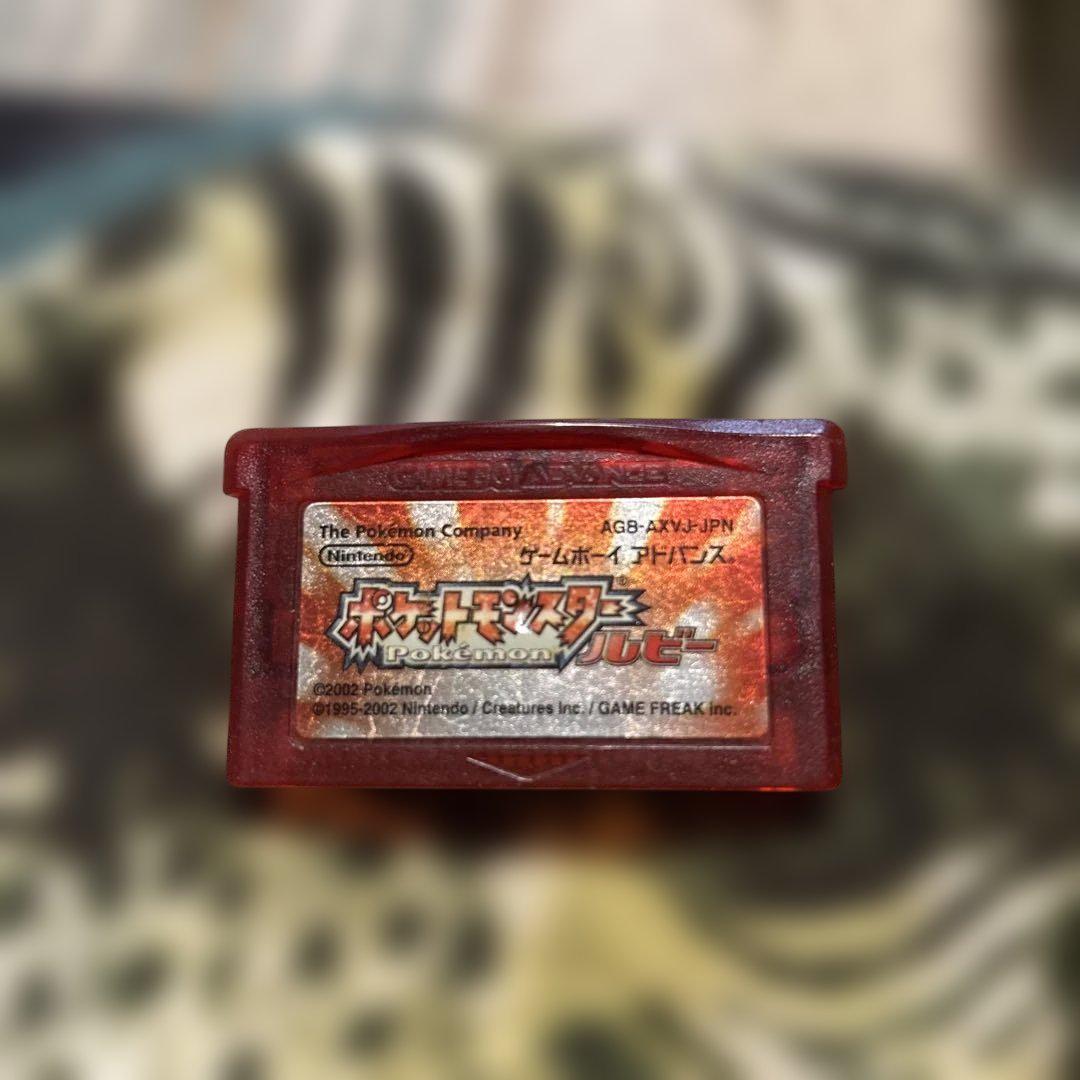 GAME BOY ADVANCE
The Pokémon Company
AGB-AXVJ-JPN
Nintendo
ゲームボーイアドバンス®
ポケットモンスター®
Pokémon
ルビー
©2002 Pokémon
©1995-2002 Nintendo / Creatures Inc. / GAME FREAK inc.